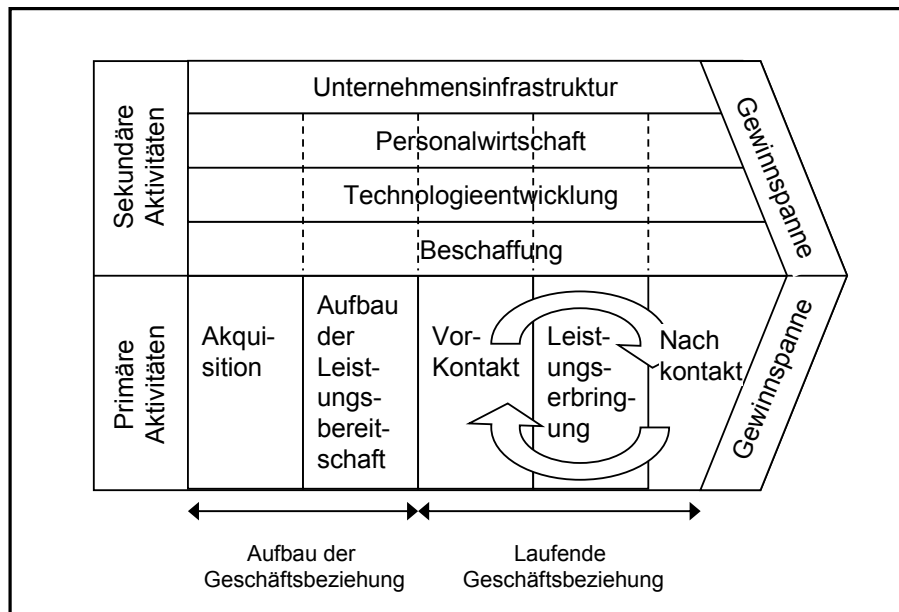 Sekundäre
Aktivitäten
Unternehmensinfrastruktur
Personalwirtschaft
Technologieentwicklung
Beschaffung
Gewinnspanne
Primäre
Aktivitäten
Akqui-
sition
Aufbau
der
Leist-
ungs-
bereit-
schaft
Vor-
Kontakt
Leist-
ungs-
erbring-
ung
Nach
kontakt
Gewinnspanne
Aufbau der
Geschäftsbeziehung
Laufende
Geschäftsbeziehung